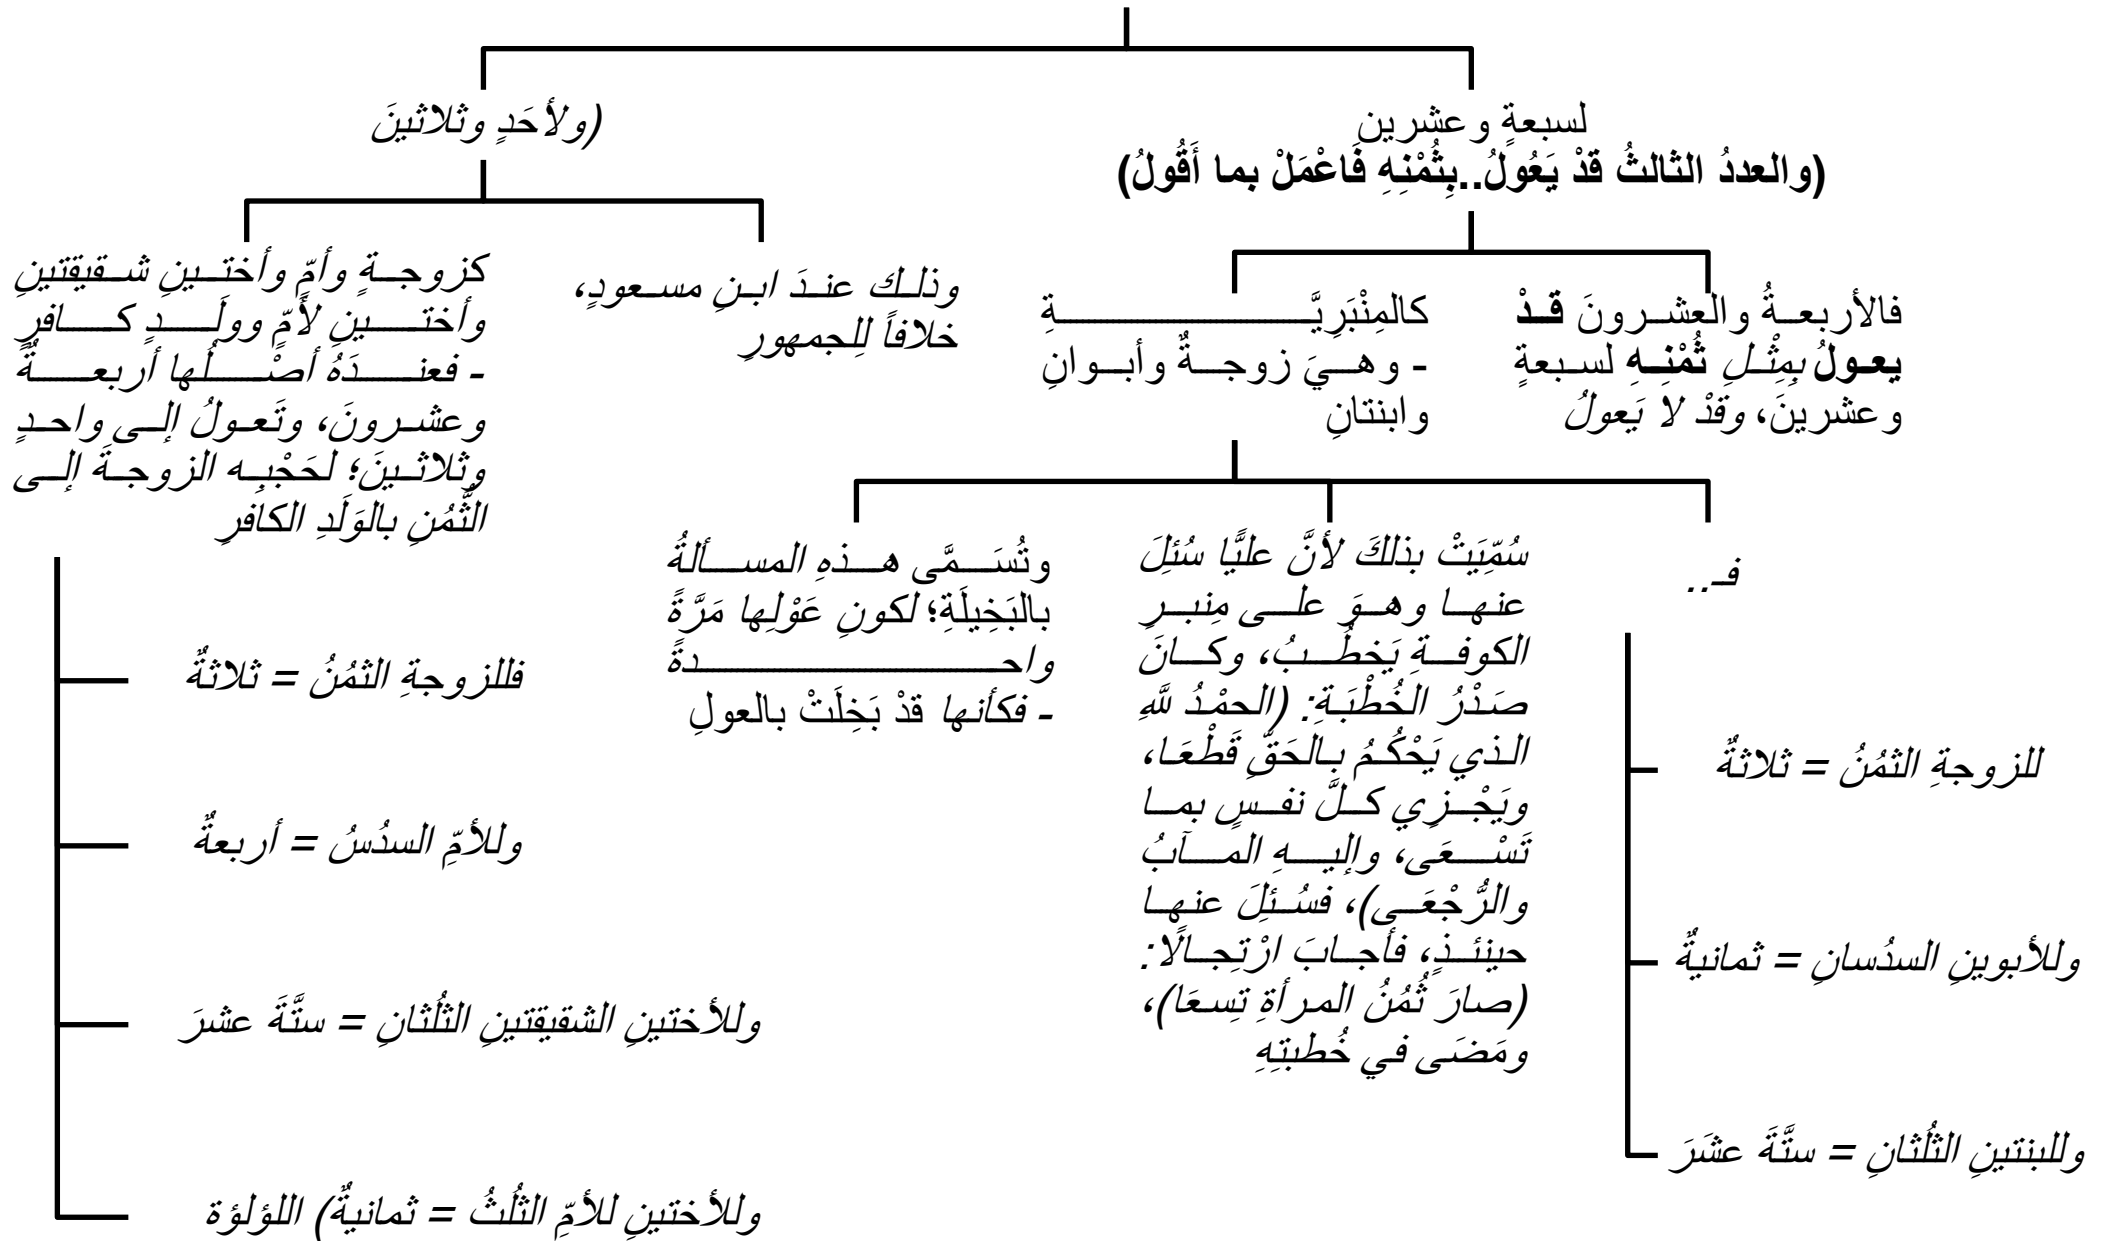 لسبعةٍ وعشرين
(والعددُ الثالثُ قدْ يَعُولُ..بِثُمْنِهِ فَاعْمَلْ بما أَقُولُ)
فالأربعةُ والعشرونَ قدْ
يعولُ بِمِثْلِ ثُمْنِهِ لسبعةٍ
وعشرينَ، وقدْ لا يَعولُ
كالمِنْبَرِيَّةِ
- وهيَ زوجةٌ وأبوانِ
وابنتانِ
فـ..
للزوجةِ الثمُنُ = ثلاثةٌ
وللأبوينِ السدُسانِ = ثمانيةٌ
وللبنتينِ الثلُثانِ = ستَّةَ عشَرَ
سُمِّيَتْ بذلكَ لأنَّ عليًّا سُئِلَ
عنها وهوَ على مِنبرِ
الكوفةِ يَخطُبُ، وكانَ
صَدْرُ الخُطْبَةِ: (الحمْدُ للَّهِ
الذي يَحْكُمُ بالحَقِّ قَطْعَا،
ويَجْزِي كلَّ نفسٍ بما
تَسْعَى، وإليهِ المآبُ
والرُّجْعَى)، فسُئِلَ عنها
حينئذٍ، فأجابَ ارْتِجالًا:
(صارَ ثُمُنُ المرأةِ تِسعَا)،
ومَضَى في خُطبتِهِ
وتُسَمَّى هذهِ المسألةُ
بالبَخِيلَةِ؛ لكونِ عَوْلِها مَرَّةً
واحدةً
- فكأنها قدْ بَخِلَتْ بالعولِ
(ولأحَدٍ وثلاثينَ
وذلك عندَ ابنِ مسعودٍ،
خلافاً لِلجمهورِ
كزوجةٍ وأمٍّ وأختينِ شقيقتينِ
وأختينِ لأمٍّ وولَدٍ كافرٍ
- فعندَهُ أصْلُها أربعةٌ
وعشرونَ، وتَعولُ إلى واحدٍ
وثلاثينَ؛ لحَجْبِه الزوجةَ إلى
الثُّمُنِ بالوَلَدِ الكافرِ
فللزوجةِ الثمُنُ = ثلاثةٌ
وللأمِّ السدُسُ = أربعةٌ
وللأختينِ الشقيقتينِ الثلُثانِ = ستَّةَ عشرَ
وللأختينِ للأمِّ الثلُثُ = ثمانيةٌ) اللؤلؤة